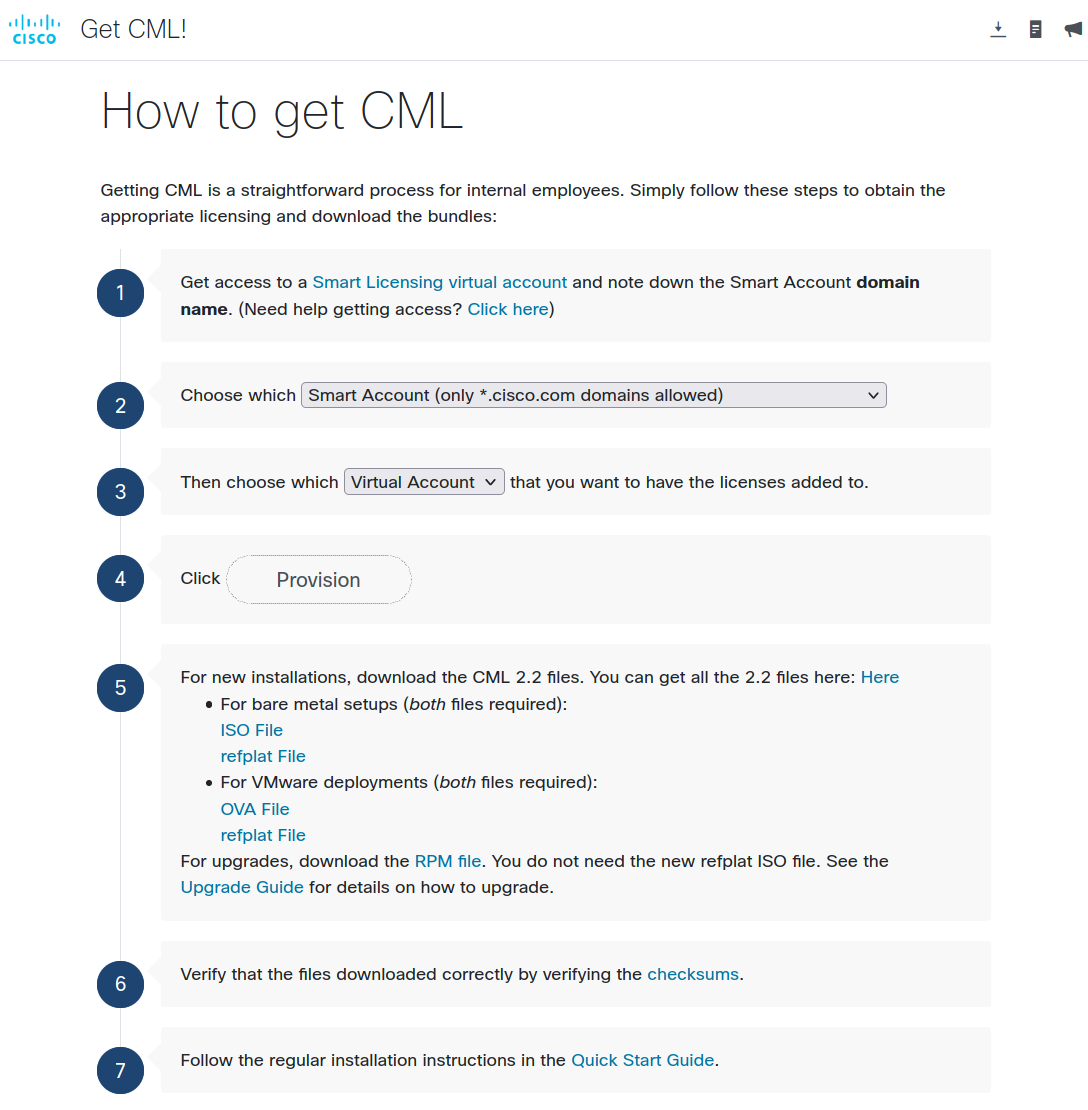 CISCO
Get CML!
How to get CML
Getting CML is a straightforward process for internal employees. Simply follow these steps to obtain the
appropriate licensing and download the bundles:
1
Get access to a Smart Licensing virtual account and note down the Smart Account domain
name. (Need help getting access? Click here)
2
Choose which Smart Account (only *.cisco.com domains allowed)
3
Then choose which Virtual Account that you want to have the licenses added to.
4
Click Provision
5
For new installations, download the CML 2.2 files. You can get all the 2.2 files here: Here
• For bare metal setups (both files required):
ISO File
refplat File
• For VMware deployments (both files required):
OVA File
refplat File
For upgrades, download the RPM file. You do not need the new refplat ISO file. See the
Upgrade Guide for details on how to upgrade.
6
Verify that the files downloaded correctly by verifying the checksums.
7
Follow the regular installation instructions in the Quick Start Guide.